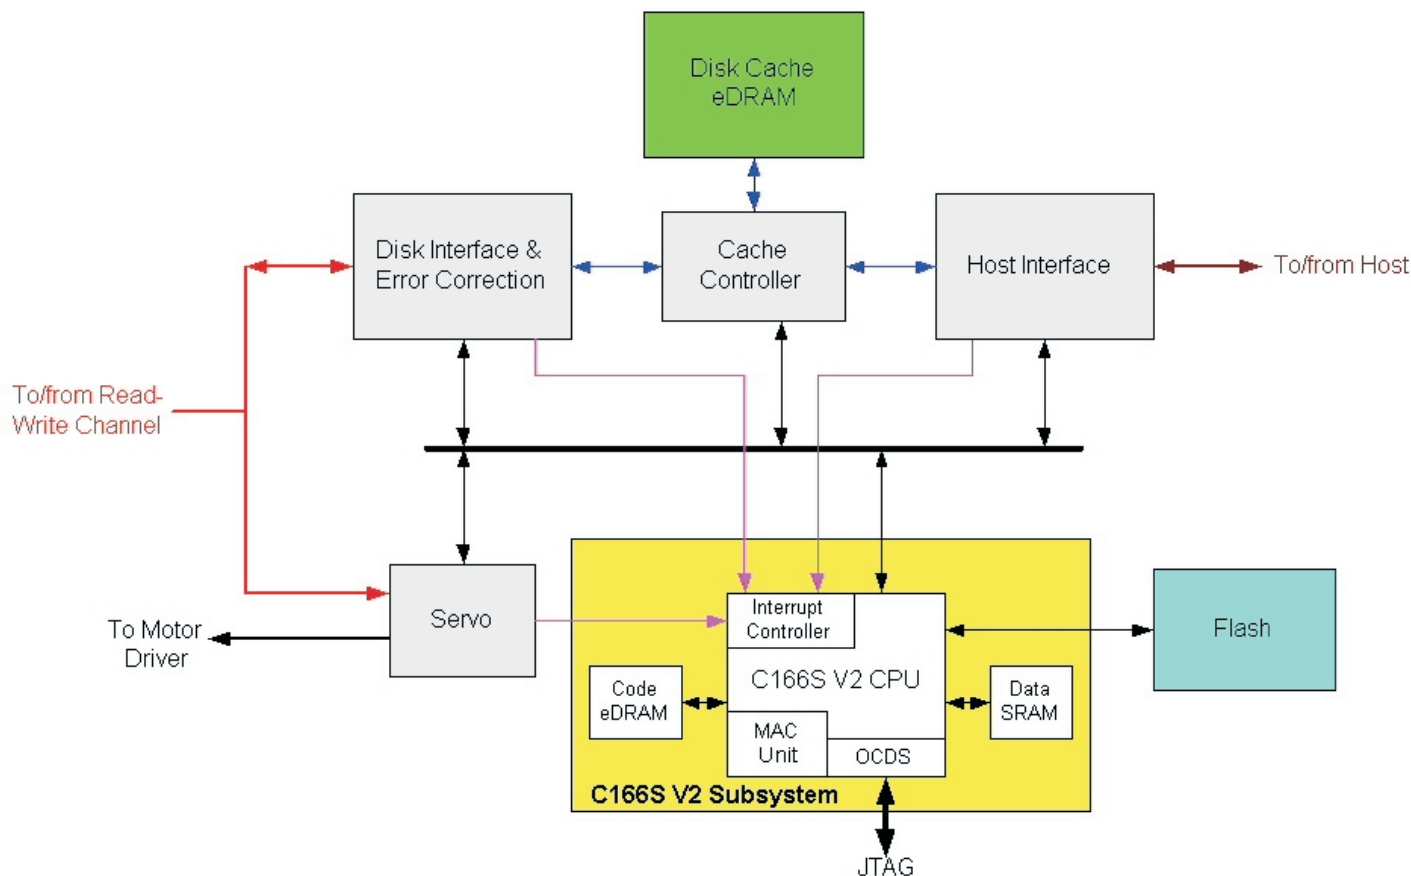 Disk Cache
eDRAM
Disk Interface &
Error Correction
Cache
Controller
Host Interface
To/from Host
To/from Read-
Write Channel
Servo
To Motor
Driver
Interrupt
Controller
C166S V2 CPU
Code
eDRAM
Data
SRAM
MAC
Unit
OCDS
C166S V2 Subsystem
Flash
JTAG